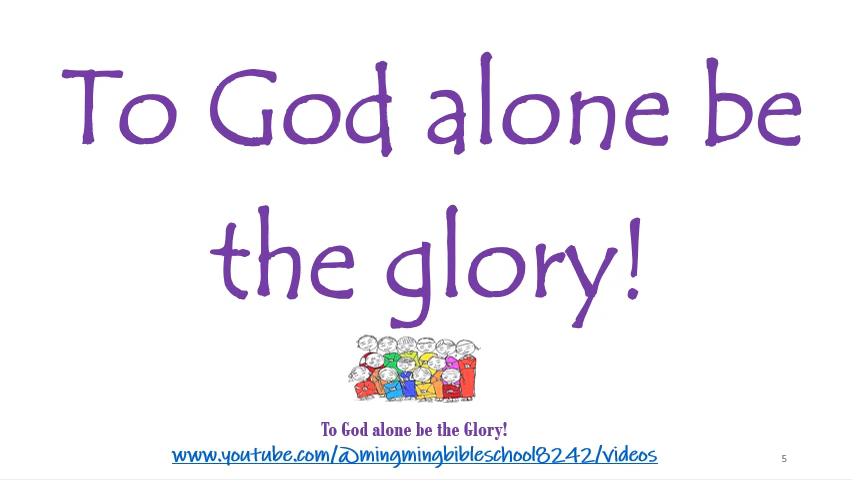 To God alone be
the glory!
To God alone be the Glory!
www.youtube.com/@mingmingbibleschool8242/videos
5